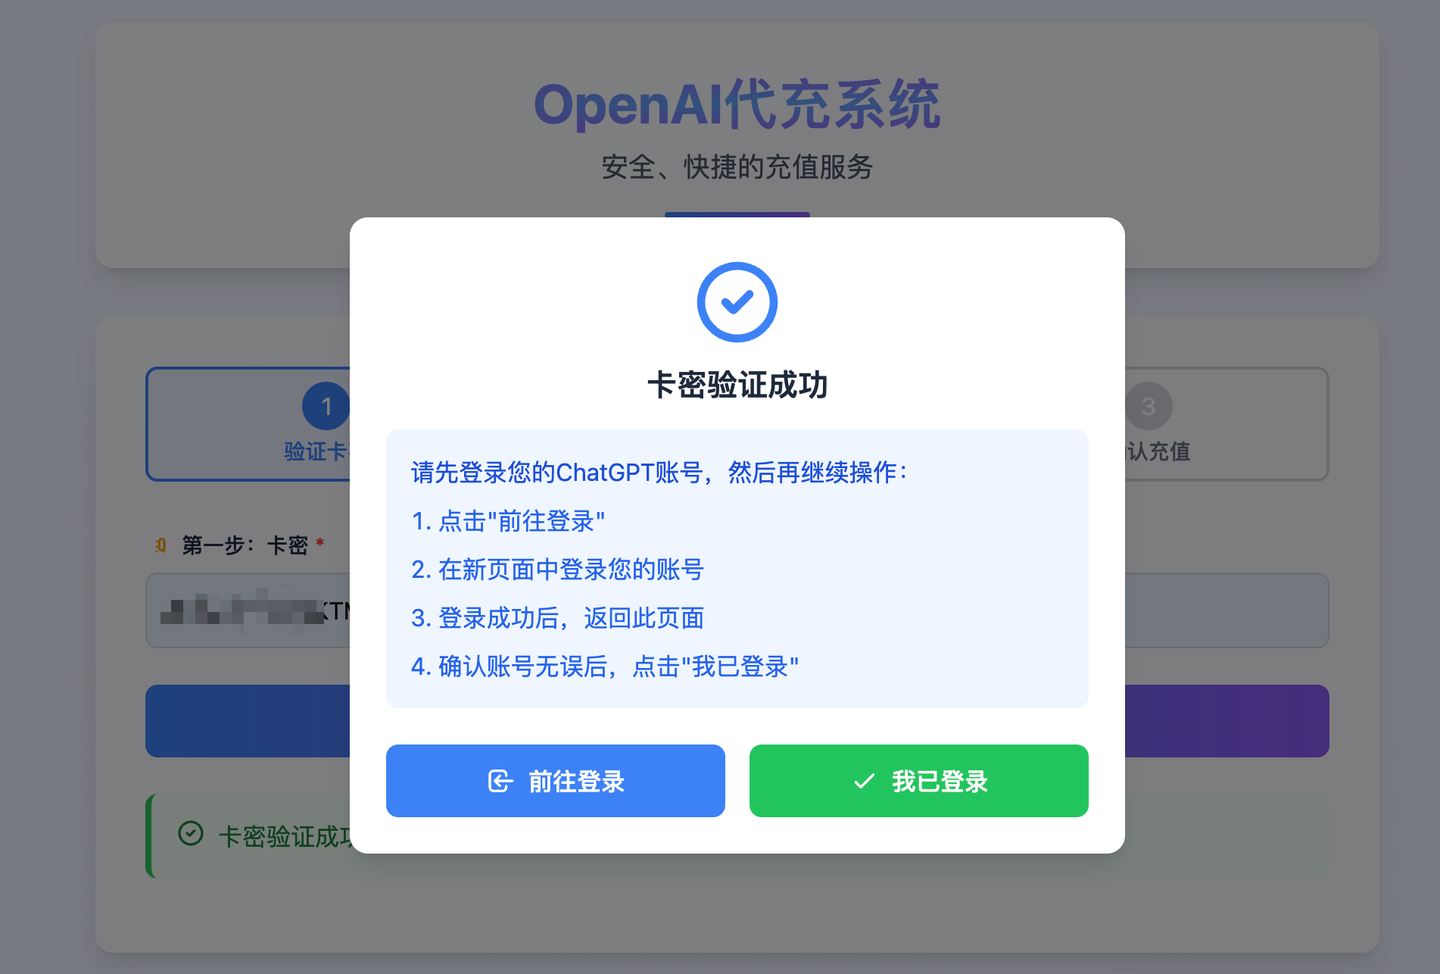 OpenAI代充系统
安全、快捷的充值服务
卡密验证成功
请先登录您的ChatGPT账号，然后再继续操作：
1. 点击"前往登录"
2. 在新页面中登录您的账号
3. 登录成功后，返回此页面
4. 确认账号无误后，点击"我已登录"
前往登录
我已登录
1
验证卡
3
认充值
第一步：卡密 *
KTM
卡密验证成功